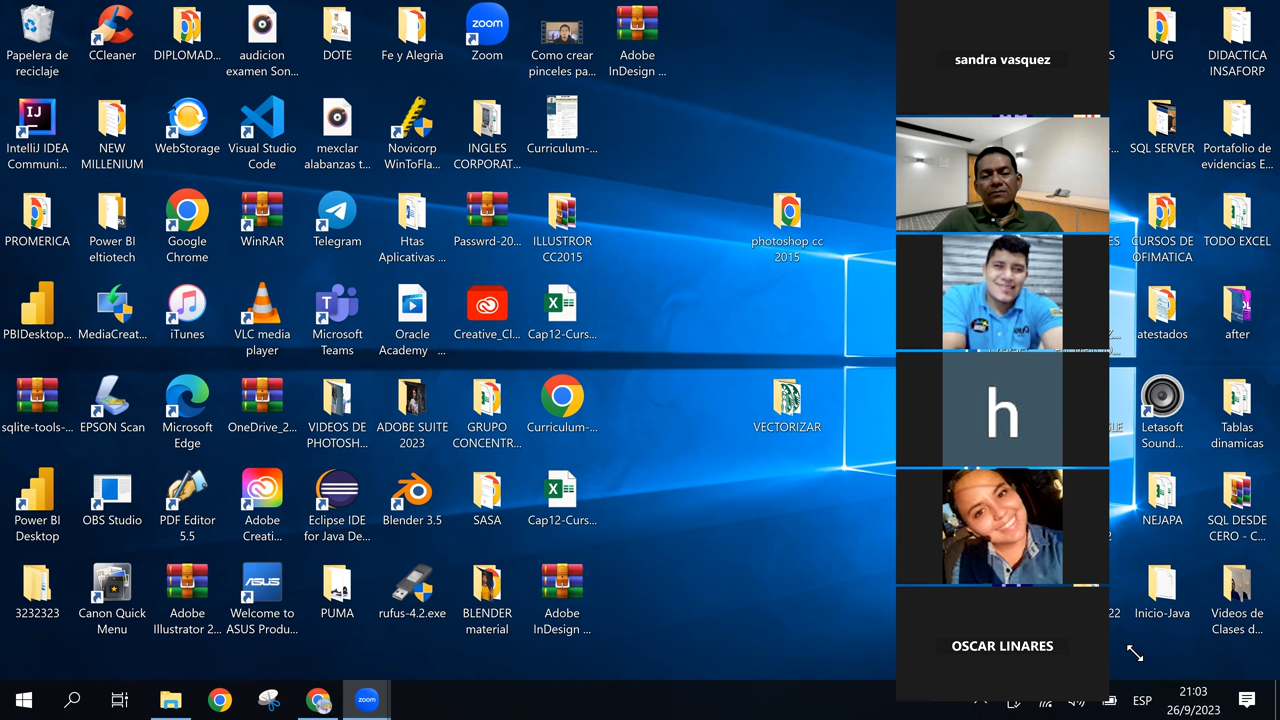 Papelera de
reciclaje
CCleaner
DIPLOMAD...
audicion
examen Son...
DOTE
Fe y Alegria
zoom
Zoom
Como crear
pinceles pa...
Adobe
InDesign ...
sandra vasquez
S
UFG
DIDACTICA
INSAFORP
IntelliJ IDEA
Communi...
NEW
MILLENIUM
WebStorage
Visual Studio
Code
mexclar
alabanzas t...
Novicorp
WinToFla...
INGLES
CORPORAT...
Curriculum-...
SQL SERVER
Portafolio de
evidencias E...
PROMERICA
Power BI
eltiotech
Google
Chrome
WinRAR
Telegram
Htas
Aplicativas ...
Passwrd-20...
ILLUSTROR
CC2015
photoshop cc
2015
ES
CURSOS DE
OFIMATICA
TODO EXCEL
PBIDesktop...
MediaCreat...
iTunes
VLC media
player
Microsoft
Teams
Oracle
Academy ...
Creative_Cl...
Cap12-Curs...
atestados
after
sqlite-tools-...
EPSON Scan
Microsoft
Edge
OneDrive_2...
VIDEOS DE
PHOTOSH...
ADOBE SUITE
2023
GRUPO
CONCENTR...
Curriculum-...
VECTORIZAR
h
Letasoft
Sound...
Tablas
dinamicas
Power BI
Desktop
OBS Studio
PDF Editor
5.5
Adobe
Creati...
Eclipse IDE
for Java De...
Blender 3.5
SASA
Cap12-Curs...
NEJAPA
SQL DESDE
CERO - C...
3232323
Canon Quick
Menu
Adobe
Illustrator 2...
ASUS
Welcome to
ASUS Produ...
PUMA
rufus-4.2.exe
BLENDER
material
Adobe
InDesign ...
OSCAR LINARES
22
Inicio-Java
Videos de
Clases d...
zoom
ESP
21:03
26/9/2023